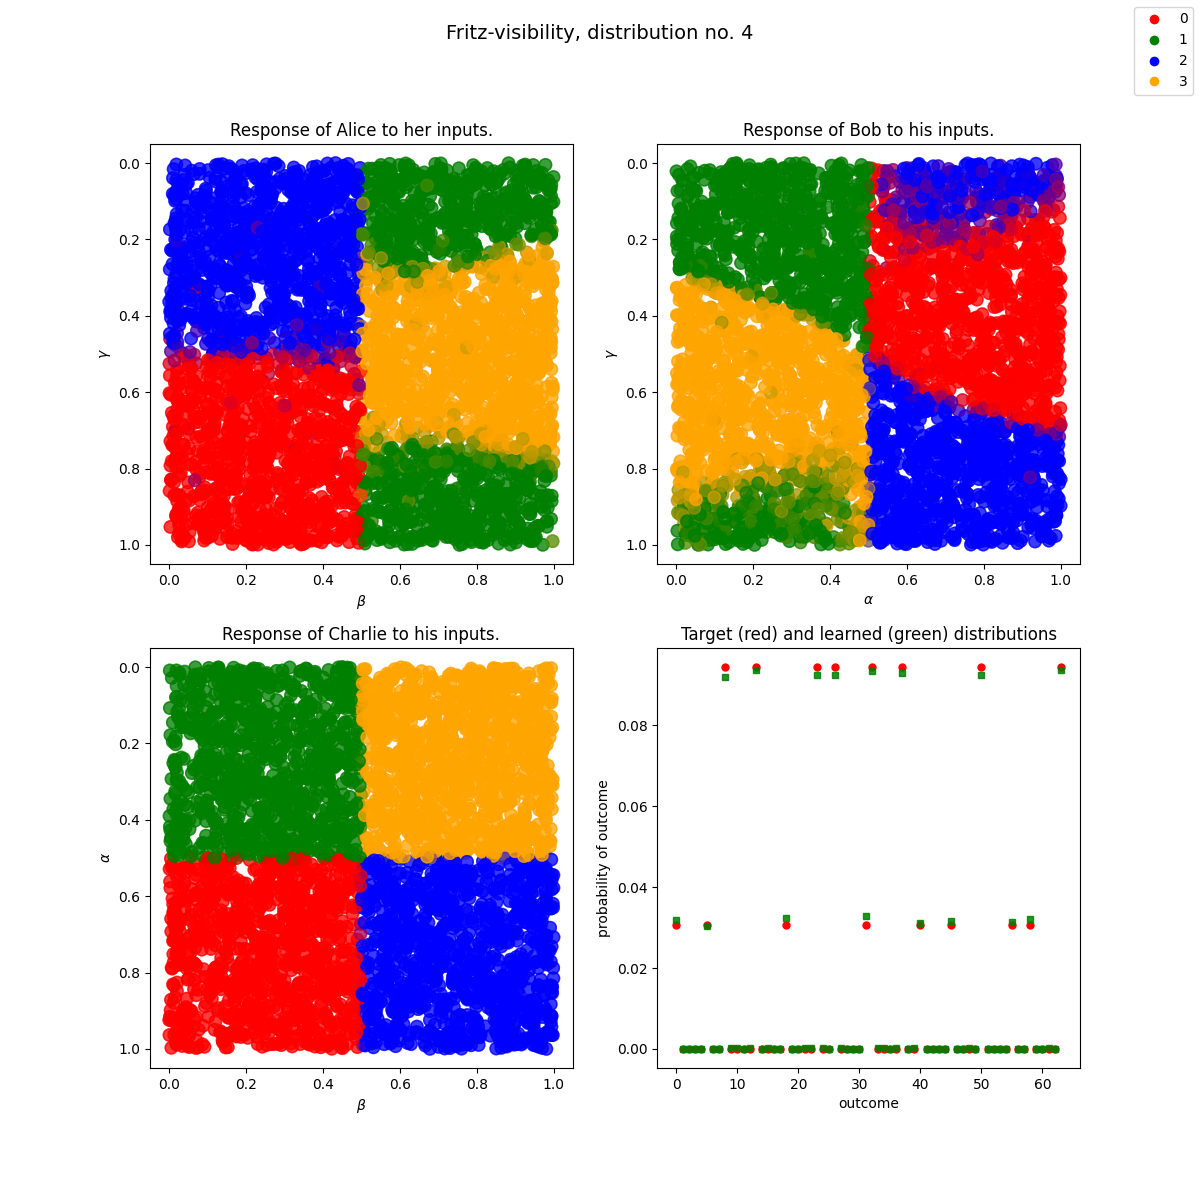 Fritz-visibility, distribution no. 4
0
1
2
3
Response of Alice to her inputs.
0.0
0.2
0.4
0.6
0.8
1.0
γ
0.0 0.2 0.4 0.6 0.8 1.0
β
Response of Bob to his inputs.
0.0
0.2
0.4
0.6
0.8
1.0
γ
0.0 0.2 0.4 0.6 0.8 1.0
α
Response of Charlie to his inputs.
0.0
0.2
0.4
0.6
0.8
1.0
α
0.0 0.2 0.4 0.6 0.8 1.0
β
Target (red) and learned (green) distributions
0.08
0.06
0.04
0.02
0.00
probability of outcome
0 10 20 30 40 50 60
outcome